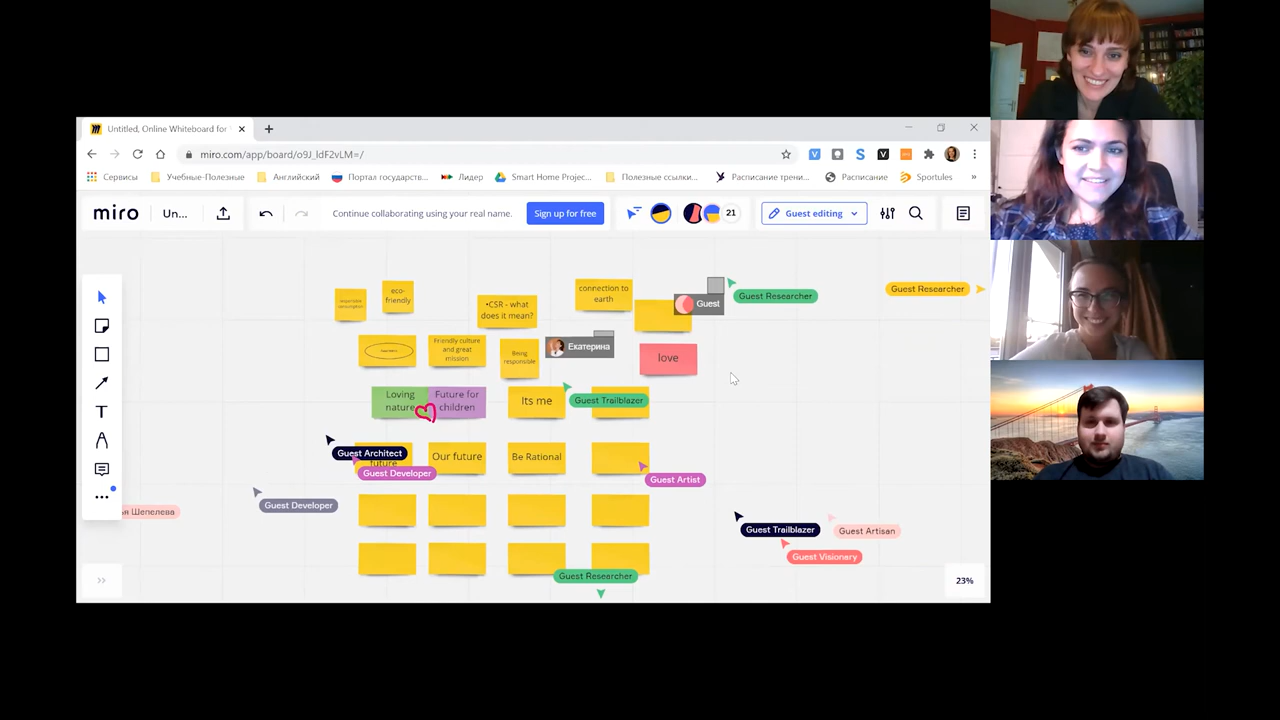 Untitled, Online Whiteboard for
miro.com/app/board/o9J_ldF2vLM=/
Сервисы
Учебные-Полезные
Английский
Портал государст...
Лидер
Smart Home Projec...
Полезные ссылки...
Расписание трени...
Расписание
Sportules
»
miro
Un...
Continue collaborating using your real name.
Sign up for free
21
Guest editing
eco-
friendly
•CSR - what
does it mean?
connection to
earth
Guest
Guest Researcher
Guest Researcher
Friendly culture
and great
mission
Being
responsible
Екатерина
love
Loving
nature
Future for
children
Its me
Guest Trailblazer
Guest Architect
future
Guest Developer
Our future
Be Rational
Guest Artist
Guest Developer
ья Шепелева
Guest Trailblazer
Guest Artisan
Guest Visionary
Guest Researcher
23%